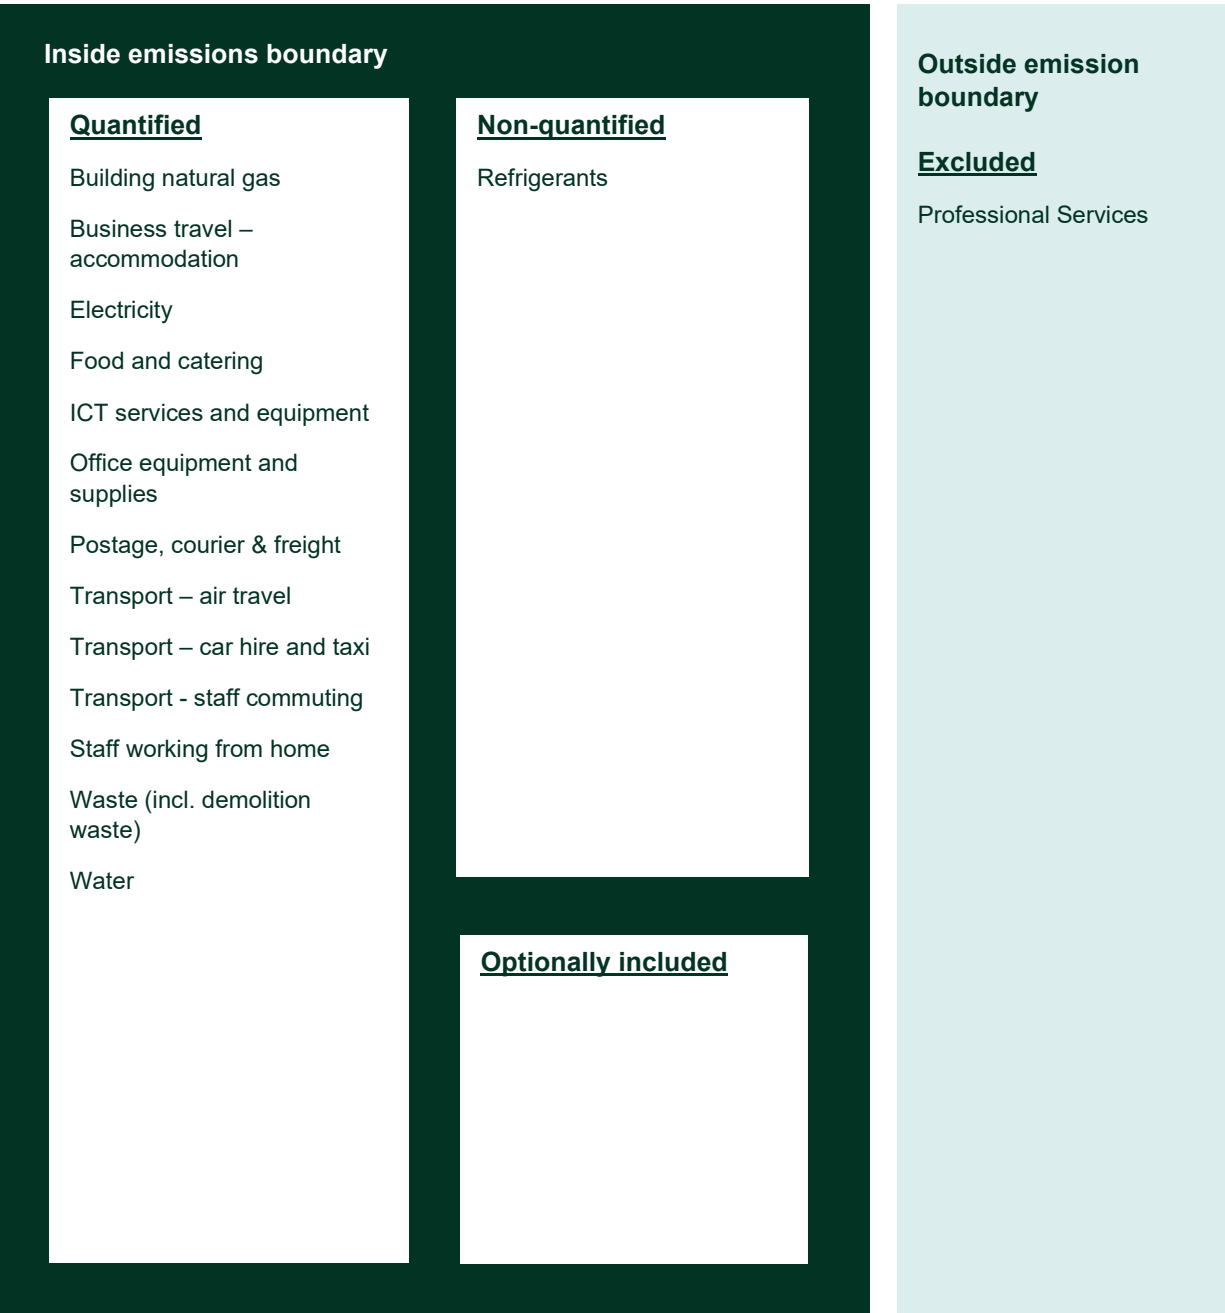 Inside emissions boundary
Quantified
Building natural gas
Business travel –
accommodation
Electricity
Food and catering
ICT services and equipment
Office equipment and
supplies
Postage, courier & freight
Transport – air travel
Transport – car hire and taxi
Transport - staff commuting
Staff working from home
Waste (incl. demolition
waste)
Water
Non-quantified
Refrigerants
Optionally included
Outside emission
boundary
Excluded
Professional Services